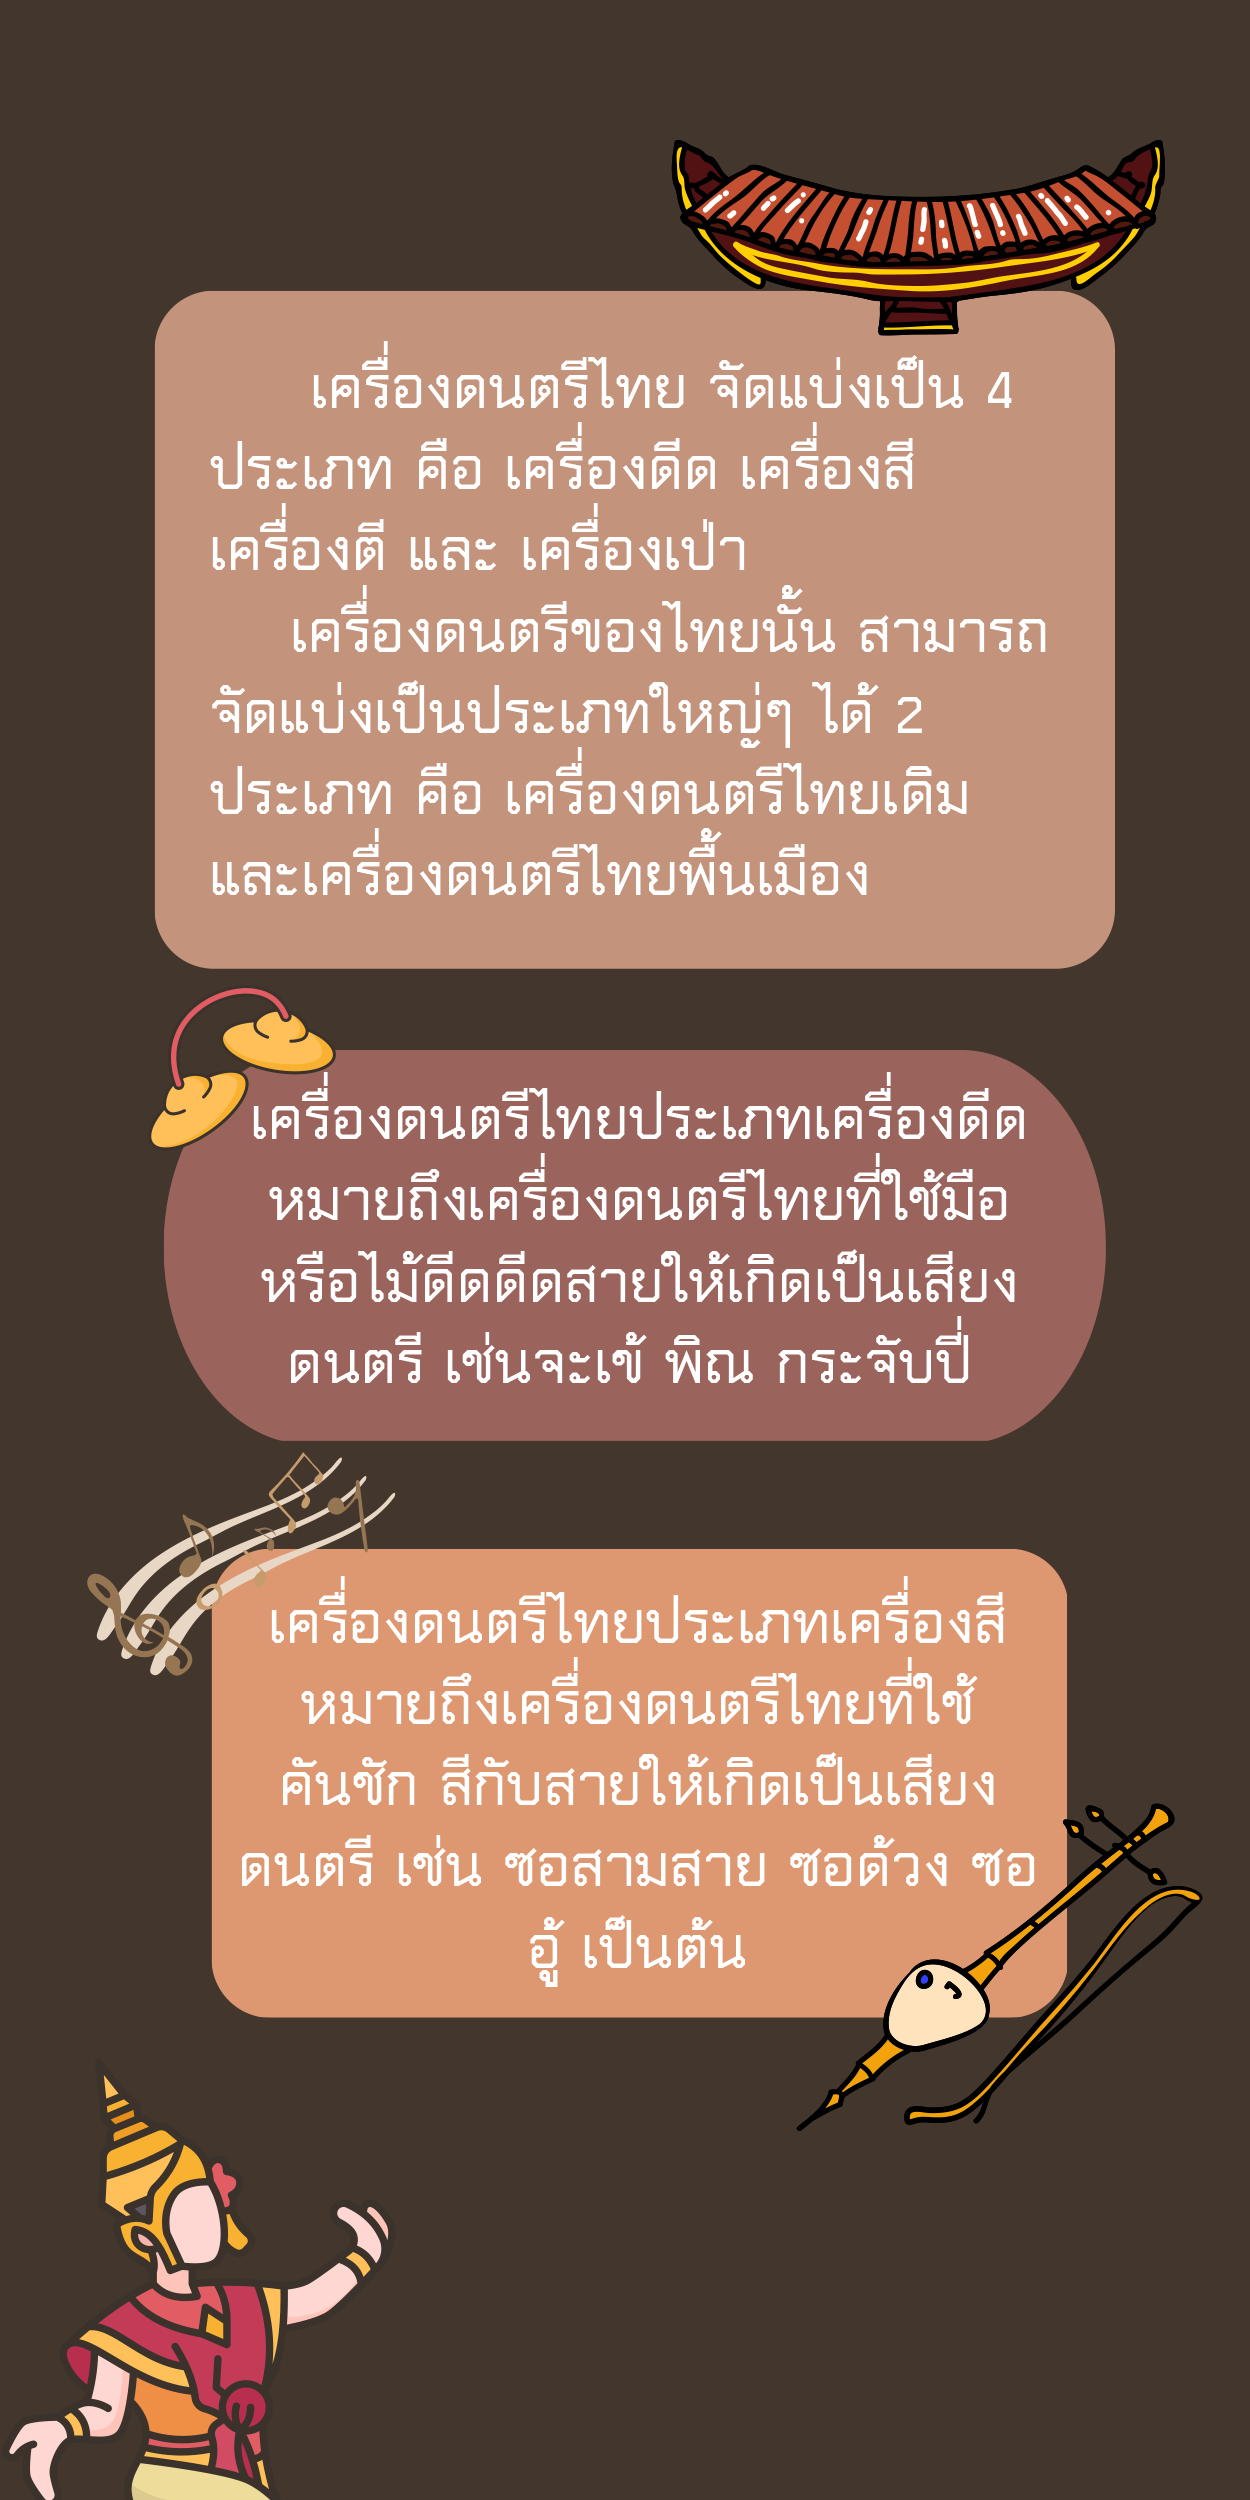 เครื่องดนตรีไทย จัดแบ่งเป็น 4
ประเภท คือ เครื่องดีด เครื่องสี
เครื่องตี และ เครื่องเป่า
เครื่องดนตรีของไทยนั้น สามารถ
จัดแบ่งเป็นประเภทใหญ่ๆ ได้ 2
ประเภท คือ เครื่องดนตรีไทยเดิม
และเครื่องดนตรีไทยพื้นเมือง
เครื่องดนตรีไทยประเภทเครื่องดีด
หมายถึงเครื่องดนตรีไทยที่ใช้มือ
หรือไม้ดีดดีดสายให้เกิดเป็นเสียง
ดนตรี เช่นจะเข้ พิณ กระจับปี่
เครื่องดนตรีไทยประเภทเครื่องสี
หมายถึงเครื่องดนตรีไทยที่ใช้
คันชัก สีกับสายให้เกิดเป็นเสียง
ดนตรี เช่น ซอสามสาย ซอด้วง ซอ
อู้ เป็นต้น